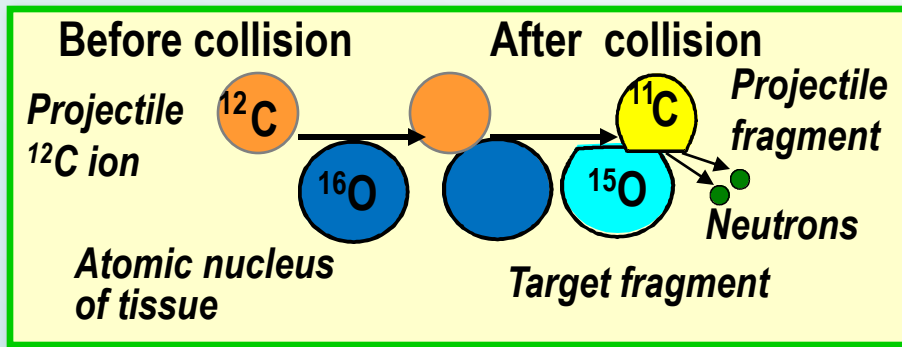 Before collision
After collision
Projectile
¹²C ion
¹²C
¹⁶O
Atomic nucleus
of tissue
¹¹C
Projectile
fragment
¹⁵O
Neutrons
Target fragment